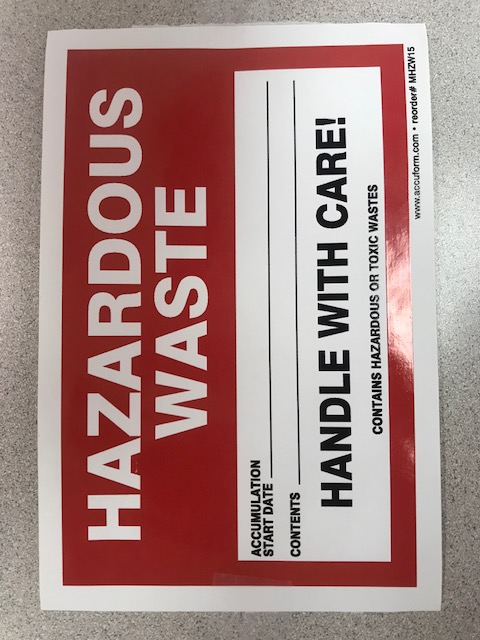 HAZARDOUS
WASTE
ACCUMULATION
START DATE
CONTENTS
HANDLE WITH CARE!
CONTAINS HAZARDOUS OR TOXIC WASTES
www.accuform.com • reorder# MHZW15